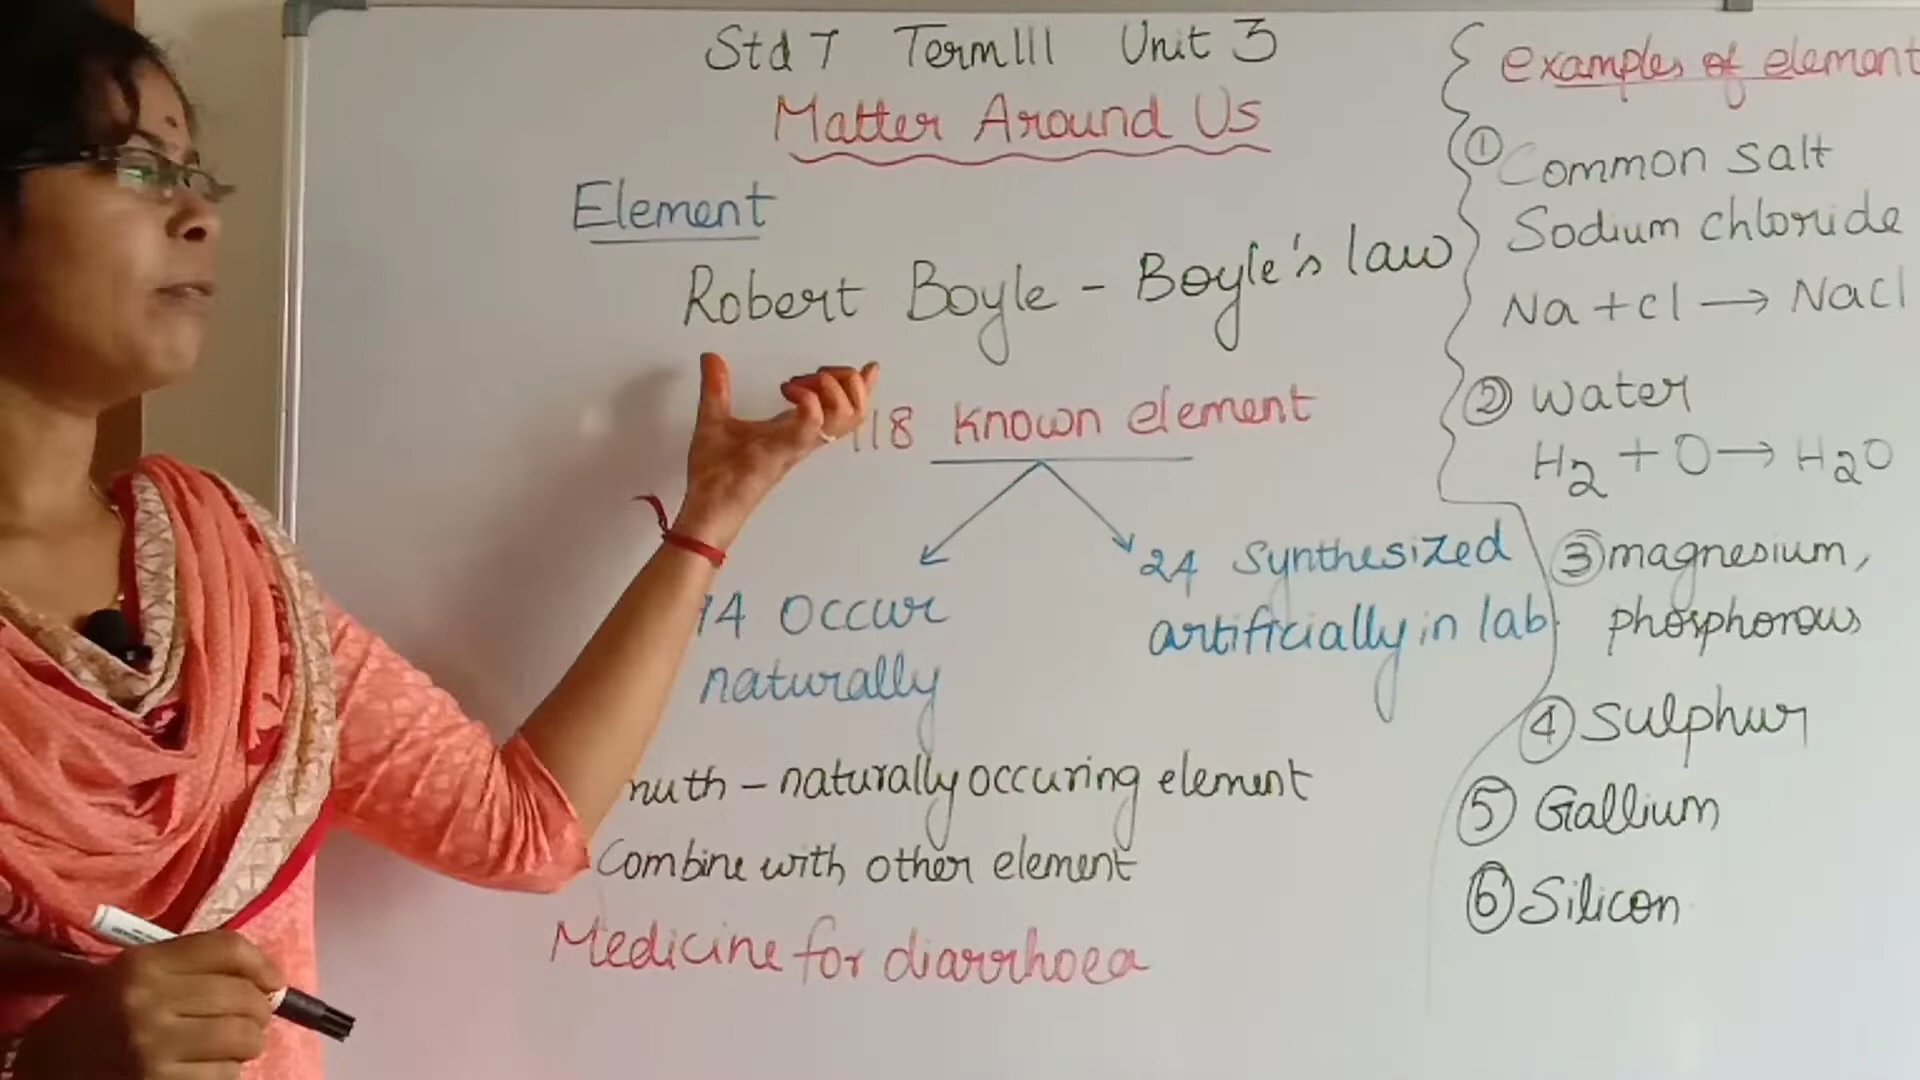 Std 7 Term III Unit 3
Matter Around Us
Element
Robert Boyle - Boyle's law
118 known element
94 occur
naturally
24 Synthesized
artificially in lab
muth - naturally occuring element
Combine with other element
Medicine for diarrhoea
examples of element
① Common salt
Sodium chloride
Na + Cl → NaCl
② Water
H2 + O → H2O
③ magnesium,
phosphorous
④ Sulphur
⑤ Gallium
⑥ Silicon